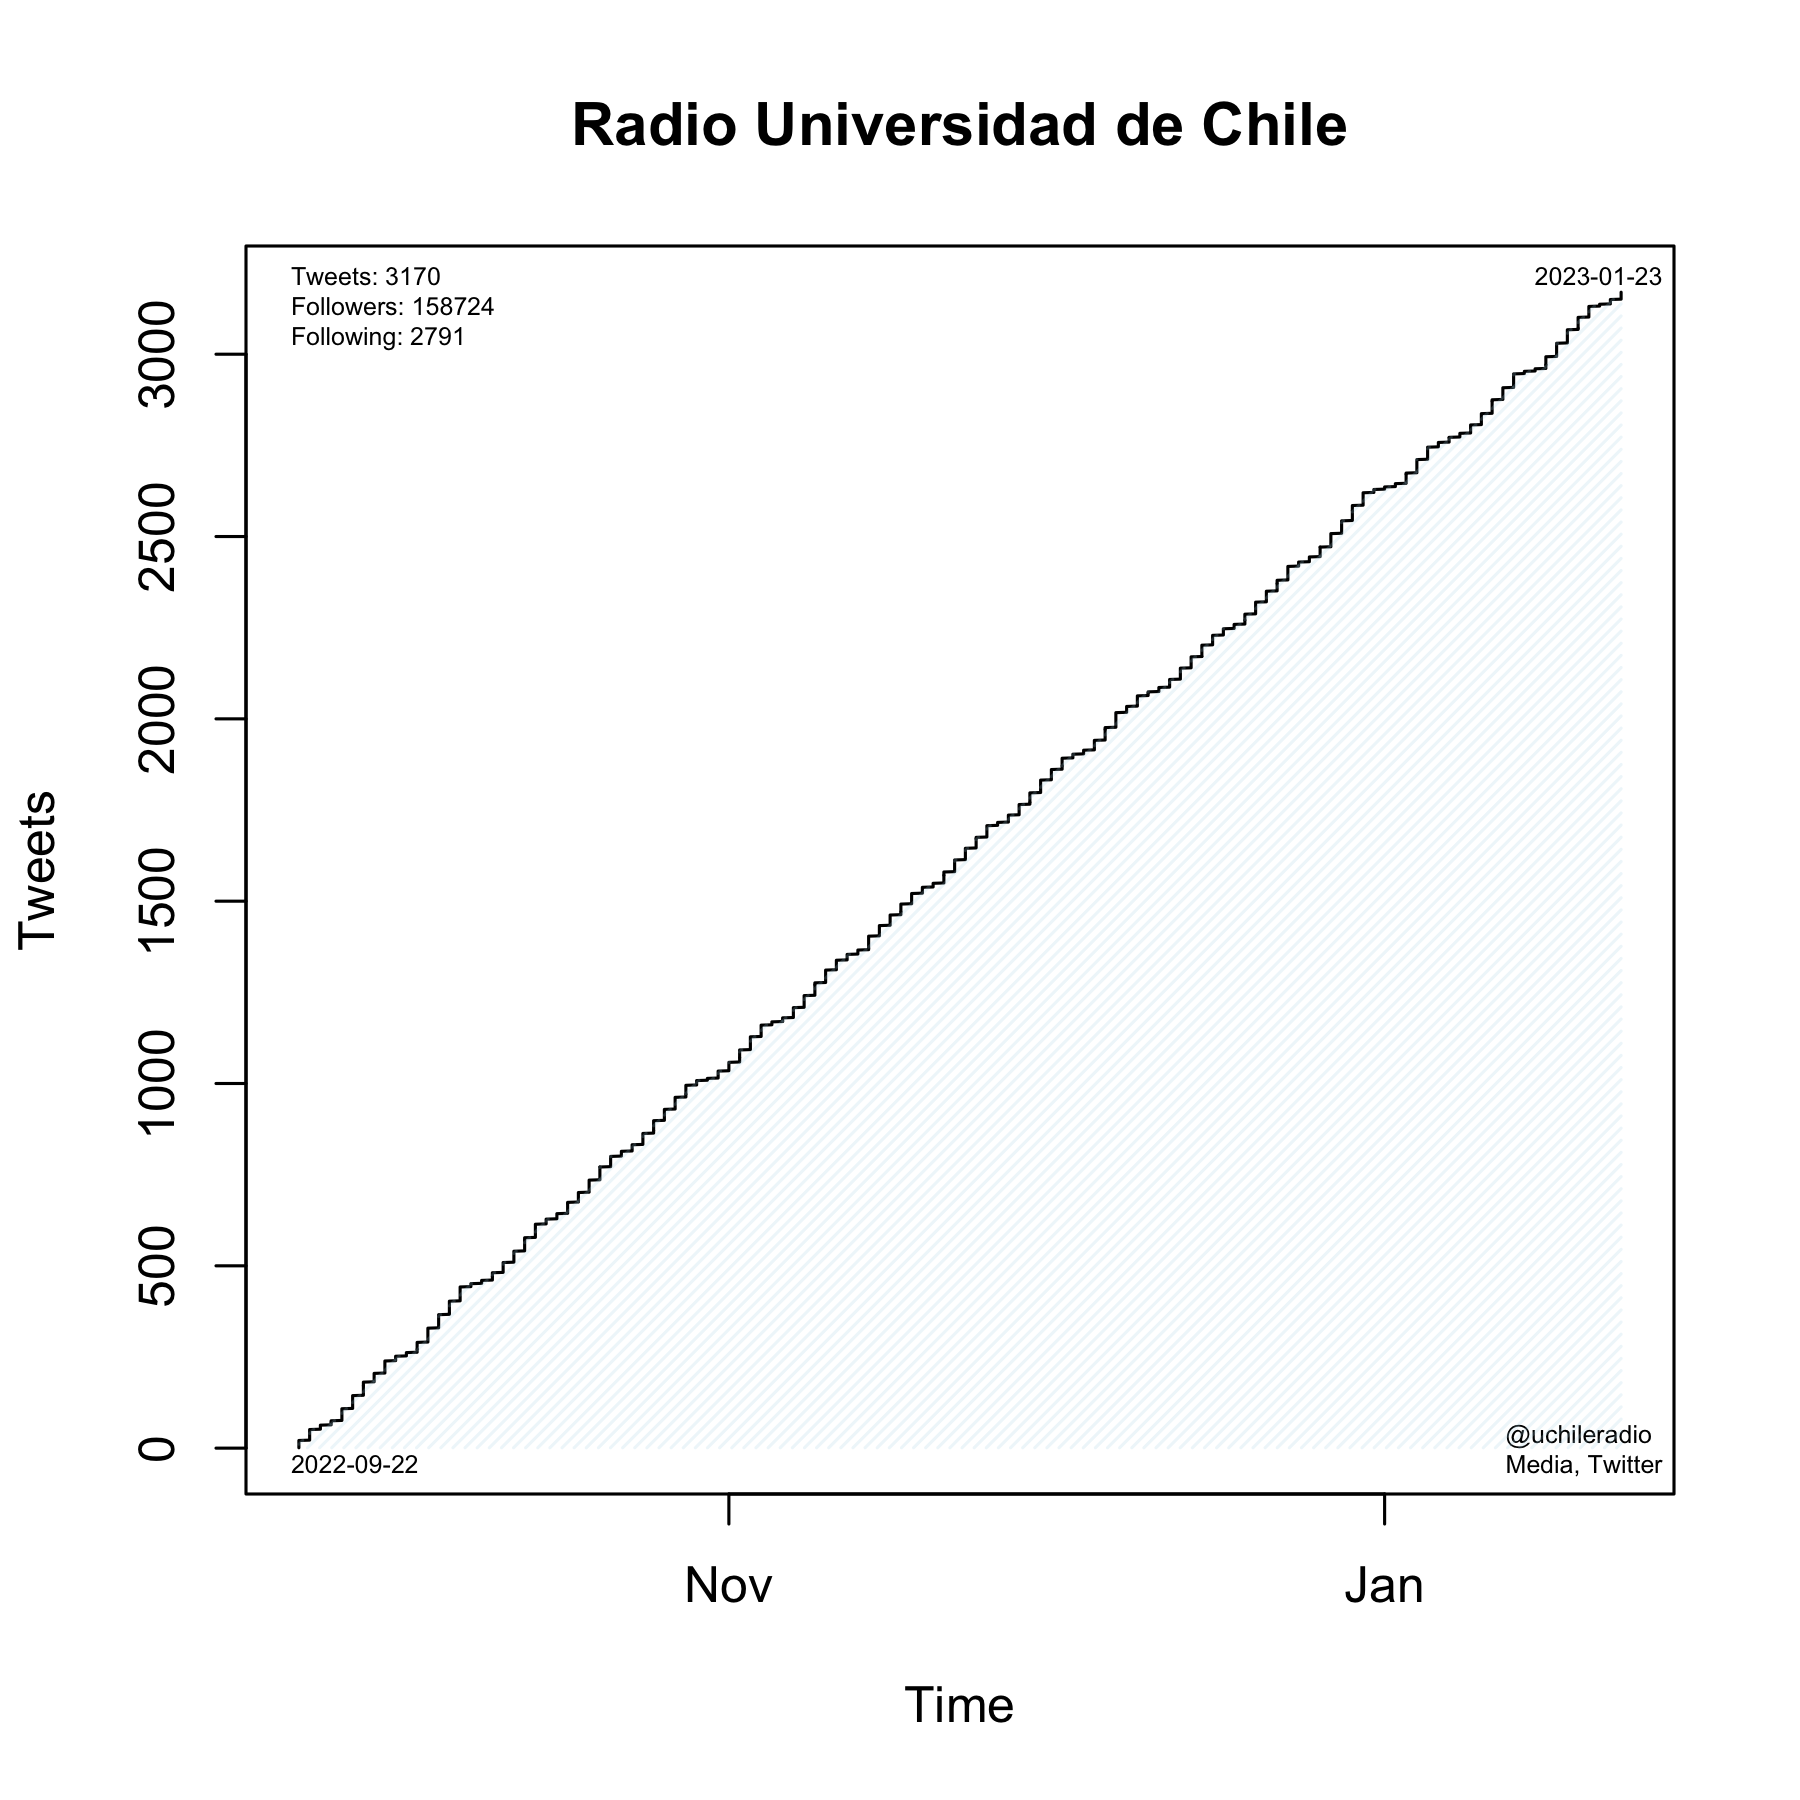 Radio Universidad de Chile
Tweets: 3170
Followers: 158724
Following: 2791
2023-01-23
3000
2500
2000
1500
1000
500
0
Tweets
2022-09-22
@uchileradio
Media, Twitter
Nov
Jan
Time